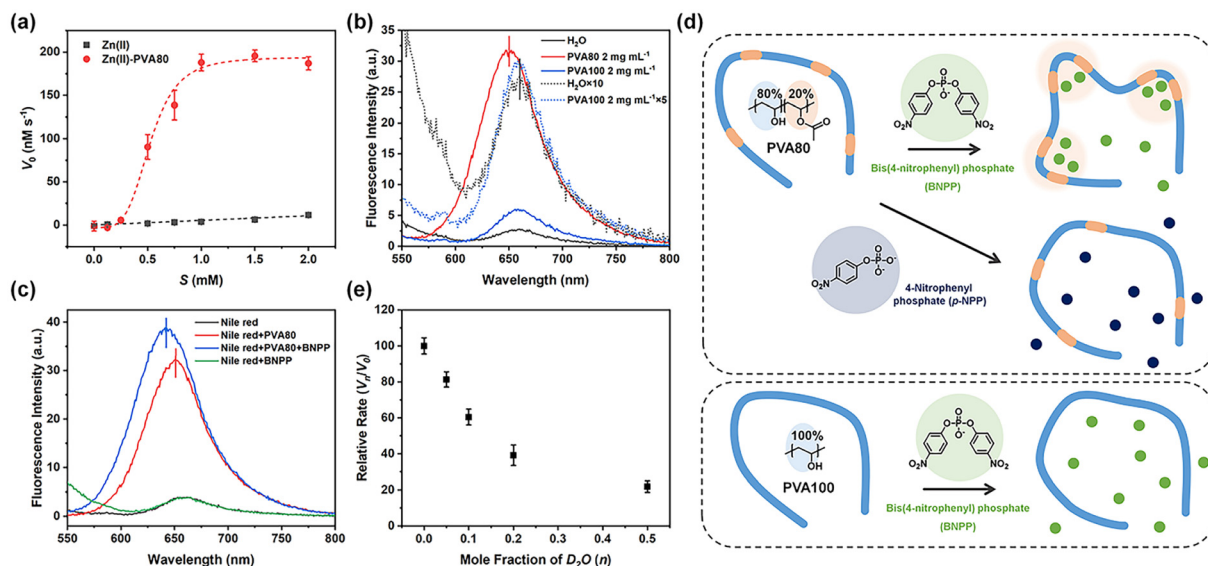 (a)
Zn(II)
Zn(II)-PVA80
200
150
100
50
0
V₀ (nM s⁻¹)
0.0 0.5 1.0 1.5 2.0
S (mM)
(b)
H₂O
PVA80 2 mg mL⁻¹
PVA100 2 mg mL⁻¹
H₂O×10
PVA100 2 mg mL⁻¹×5
35
30
25
20
15
10
5
0
Fluorescence Intensity (a.u.)
550 600 650 700 750 800
Wavelength (nm)
(c)
Nile red
Nile red+PVA80
Nile red+PVA80+BNPP
Nile red+BNPP
40
30
20
10
0
Fluorescence Intensity (a.u.)
550 600 650 700 750 800
Wavelength (nm)
(e)
120
100
80
60
40
20
0
Relative Rate (Vₙ/V₀)
0.0 0.1 0.2 0.3 0.4 0.5
Mole Fraction of D₂O (n)
(d)
80% 20%
OH O
O
PVA80
O
O-P-O
O⁻
O₂N NO₂
Bis(4-nitrophenyl) phosphate
(BNPP)
O
O-P-O⁻
O⁻
O₂N
4-Nitrophenyl
phosphate (p-NPP)
100%
OH
PVA100
O
O-P-O
O⁻
O₂N NO₂
Bis(4-nitrophenyl) phosphate
(BNPP)